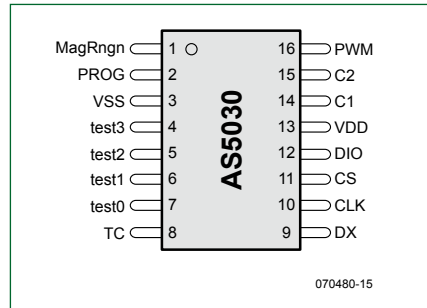 MagRngn 1 16 PWM
PROG 2 15 C2
VSS 3 14 C1
test3 4 13 VDD
test2 5 12 DIO
test1 6 11 CS
test0 7 10 CLK
TC 8 9 DX
AS5030
070480-15